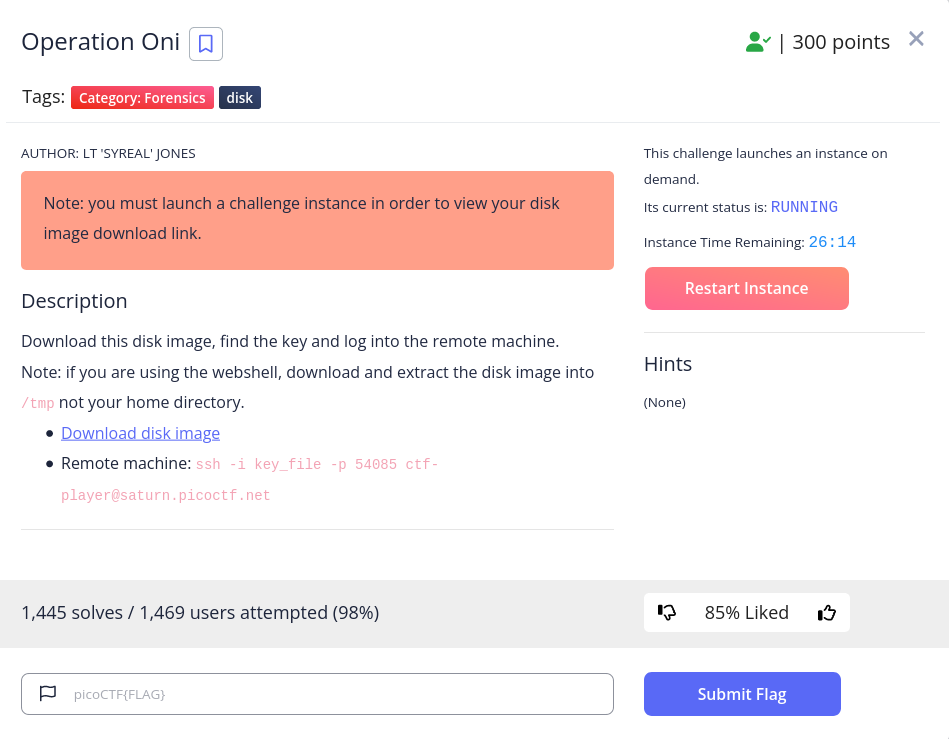 Operation Oni
| 300 points
Tags: Category: Forensics disk
AUTHOR: LT 'SYREAL' JONES
Note: you must launch a challenge instance in order to view your disk
image download link.
Description
Download this disk image, find the key and log into the remote machine.
Note: if you are using the webshell, download and extract the disk image into
/tmp not your home directory.
• Download disk image
• Remote machine: ssh -i key_file -p 54085 ctf-
player@saturn.picoctf.net
This challenge launches an instance on
demand.
Its current status is: RUNNING
Instance Time Remaining: 26:14
Restart Instance
Hints
(None)
1,445 solves / 1,469 users attempted (98%)
85% Liked
picoCTF{FLAG}
Submit Flag